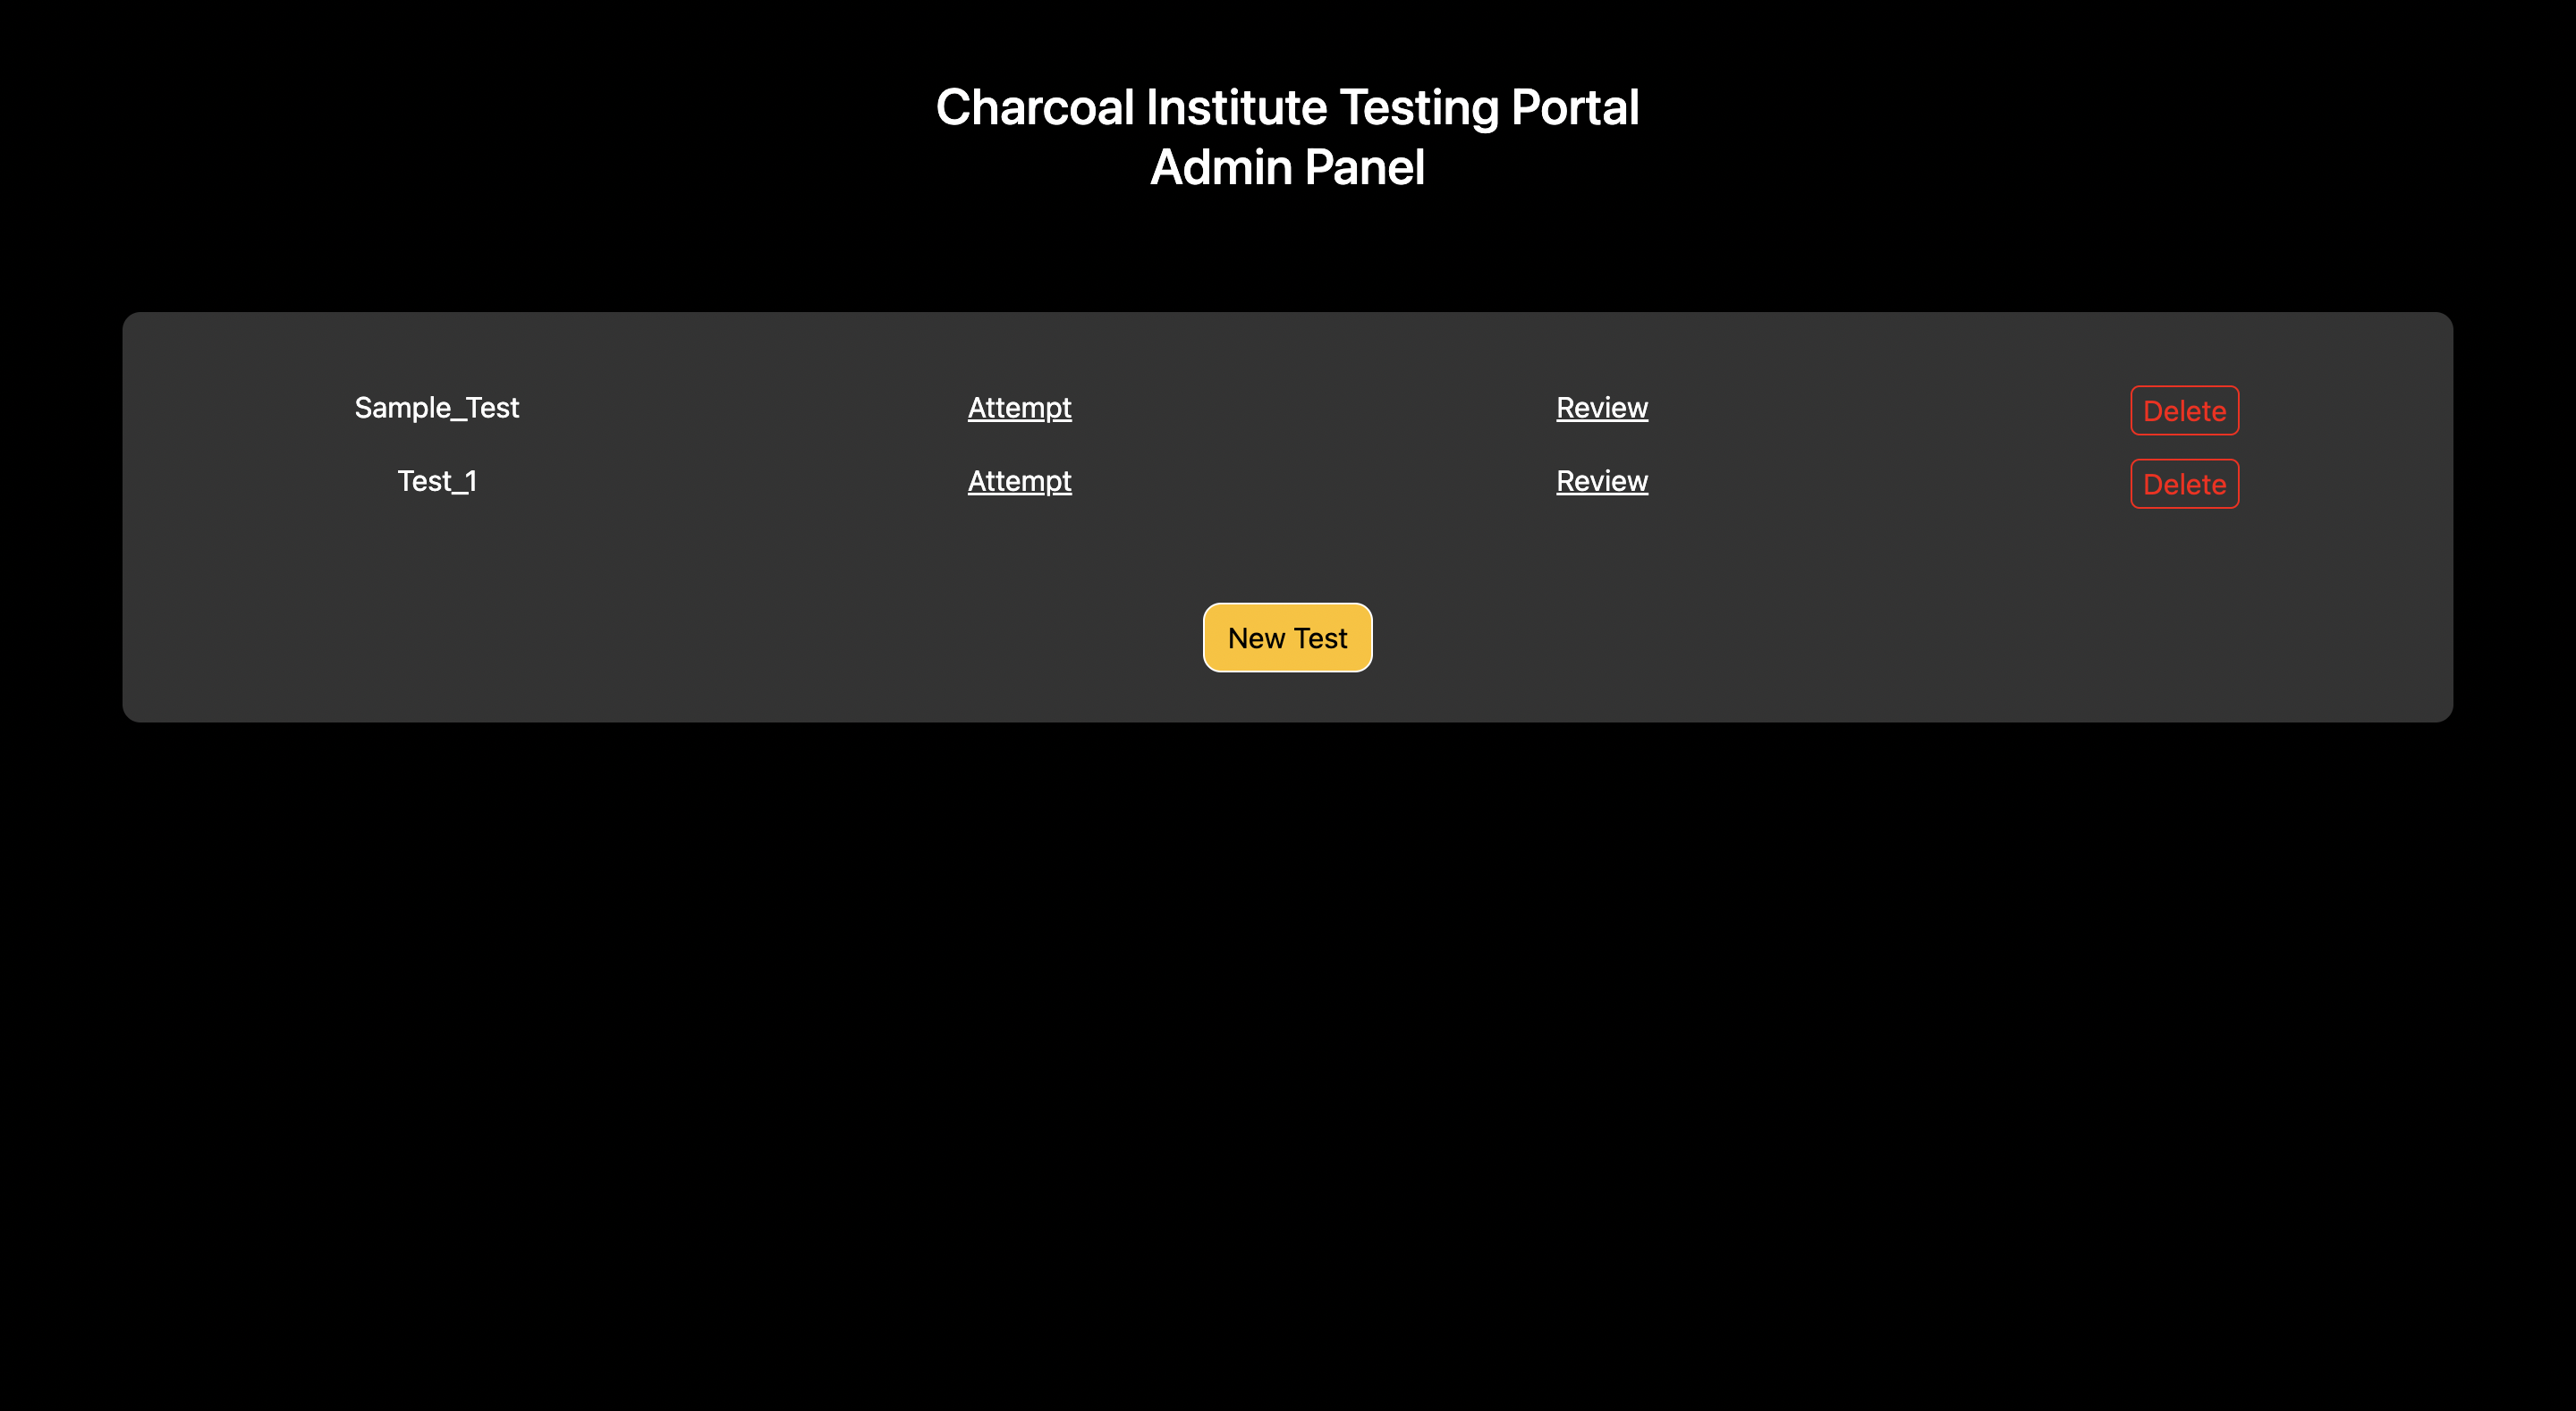 Charcoal Institute Testing Portal
Admin Panel
Sample_Test Attempt Review Delete
Test_1 Attempt Review Delete
New Test